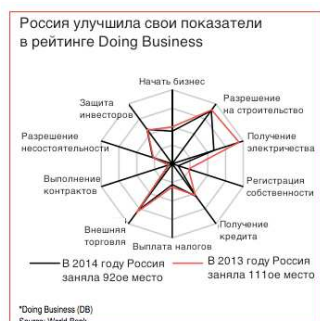 Россия улучшила свои показатели
в рейтинге Doing Business
Начать бизнес
Разрешение
на строительство
Получение
электричества
Регистрация
собственности
Получение
кредита
Выплата налогов
Внешняя
торговля
Выполнение
контрактов
Разрешение
несостоятельности
Защита
инвесторов
В 2014 году Россия
заняла 92ое место
В 2013 году Россия
заняла 111ое место
*Doing Business (DB)
Source: World Bank